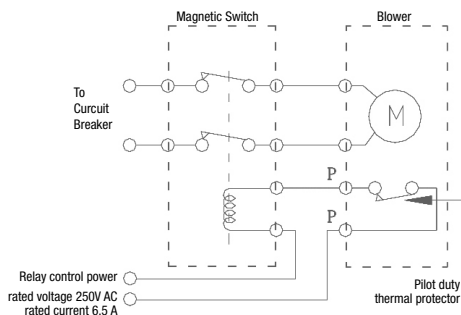 Magnetic Switch
Blower
To
Curcuit
Breaker
M
P
P
Relay control power
rated voltage 250V AC
rated current 6.5 A
Pilot duty
thermal protector